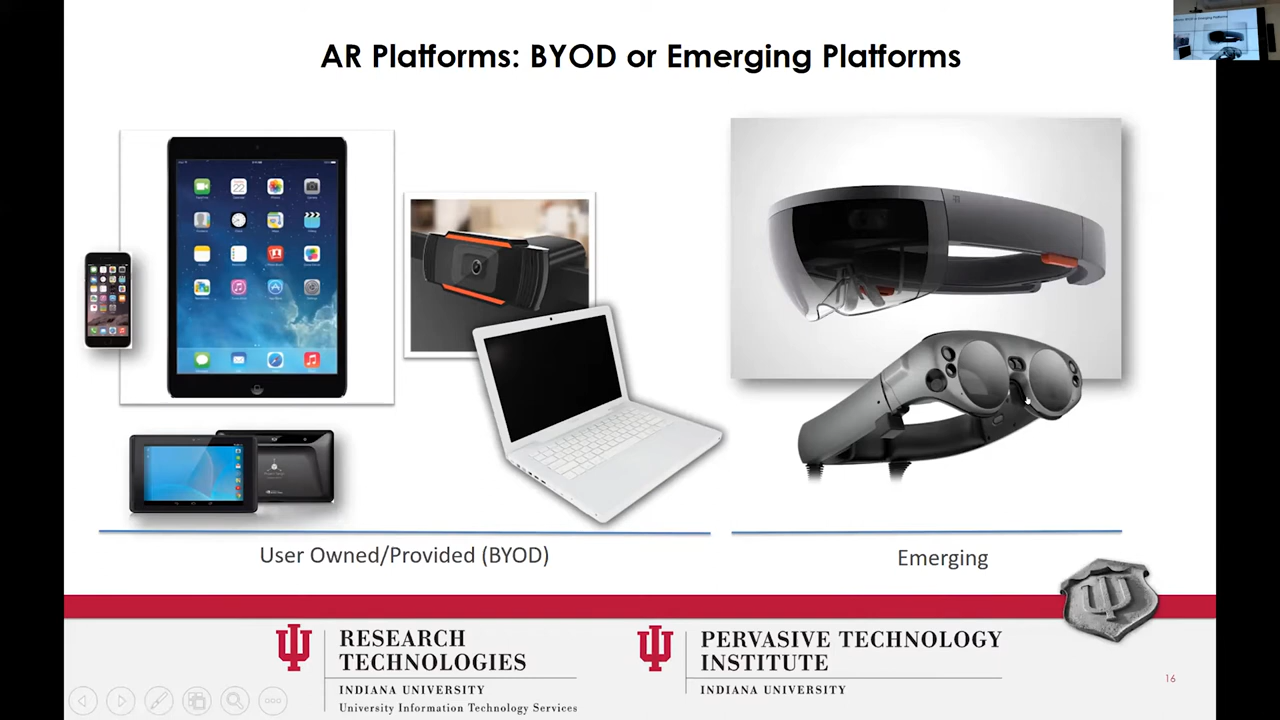 AR Platforms: BYOD or Emerging Platforms
User Owned/Provided (BYOD)
Emerging
RESEARCH
TECHNOLOGIES
INDIANA UNIVERSITY
University Information Technology Services
PERVASIVE TECHNOLOGY
INSTITUTE
INDIANA UNIVERSITY
16